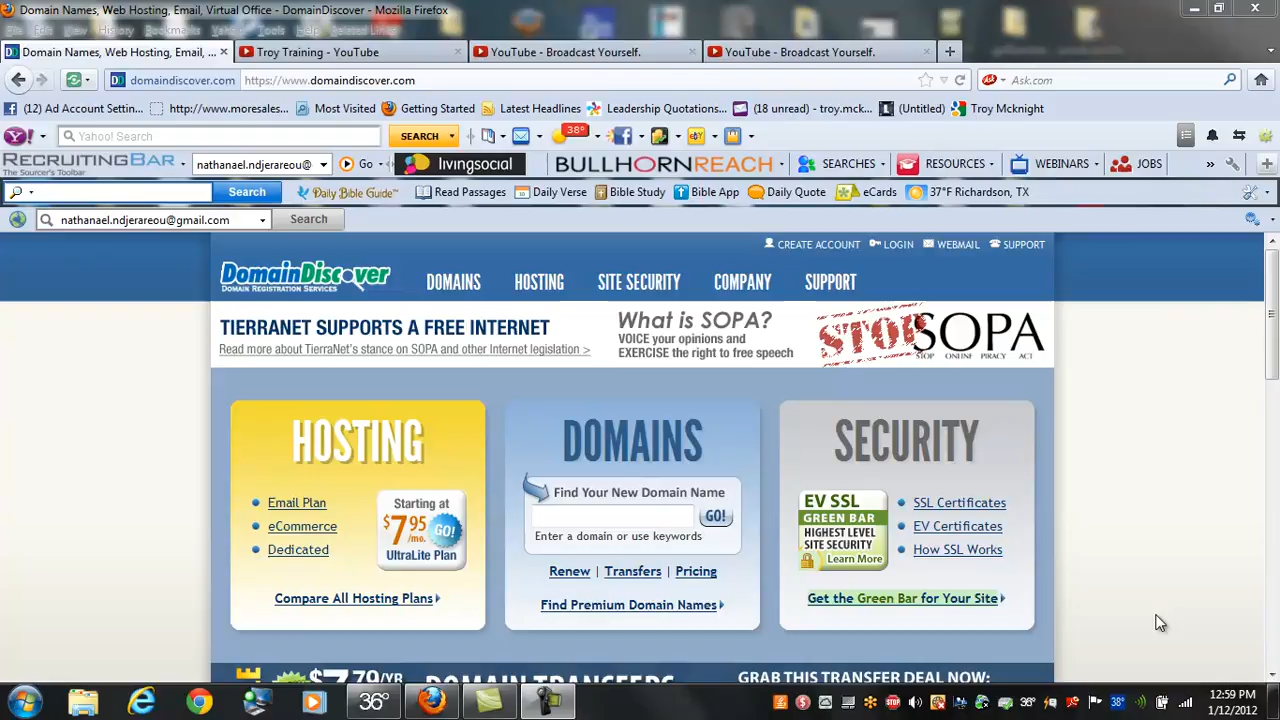 Domain Names, Web Hosting, Email, Virtual Office - DomainDiscover - Mozilla Firefox
File Edit View History Bookmarks Yahoo! Tools Help Related Links
Domain Names, Web Hosting, Email, ... Troy Training - YouTube YouTube - Broadcast Yourself. YouTube - Broadcast Yourself.
domaindiscover.com https://www.domaindiscover.com Ask.com
(12) Ad Account Settin... http://www.moresales... Most Visited Getting Started Latest Headlines Leadership Quotations... (18 unread) - troy.mck... (Untitled) Troy Mcknight
Yahoo! Search SEARCH 38°
RECRUITINGBAR The Sourcer's Toolbar nathanael.ndjerareou@ Go livingsocial BULLHORNREACH SEARCHES RESOURCES WEBINARS JOBS
Search Daily Bible Guide Read Passages Daily Verse Bible Study Bible App Daily Quote eCards 37°F Richardson, TX
nathanael.ndjerareou@gmail.com Search
CREATE ACCOUNT LOGIN WEBMAIL SUPPORT
DomainDiscover DOMAINS HOSTING SITE SECURITY COMPANY SUPPORT
DOMAIN REGISTRATION SERVICES
TIERRANET SUPPORTS A FREE INTERNET
Read more about TierraNet's stance on SOPA and other Internet legislation >
What is SOPA?
VOICE your opinions and
EXERCISE the right to free speech
STOP SOPA
STOP ONLINE PIRACY ACT
HOSTING
Email Plan
eCommerce
Dedicated
Starting at
$7.95/mo. GO!
UltraLite Plan
Compare All Hosting Plans
DOMAINS
Find Your New Domain Name
GO!
Enter a domain or use keywords
Renew | Transfers | Pricing
Find Premium Domain Names
SECURITY
EV SSL
GREEN BAR
HIGHEST LEVEL
SITE SECURITY
Learn More
SSL Certificates
EV Certificates
How SSL Works
Get the Green Bar for Your Site
$7.79/YR DOMAIN TRANSFERS GRAB THIS TRANSFER DEAL NOW:
36° 36° 38° 12:59 PM
1/12/2012